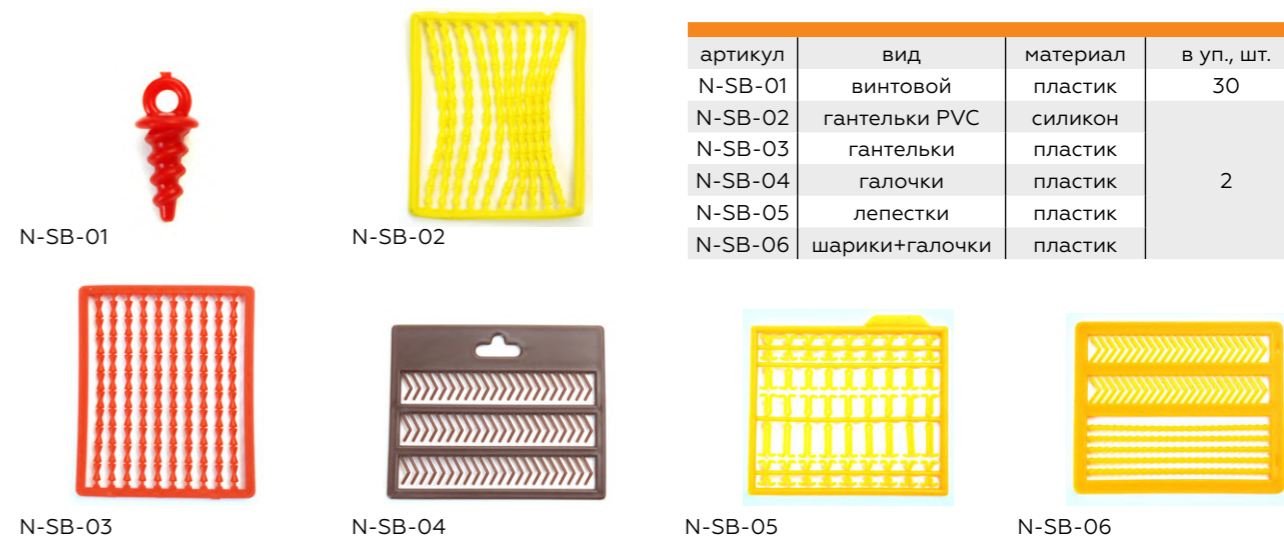 артикул вид материал в уп., шт.
N-SB-01 винтовой пластик 30
N-SB-02 гантельки PVC силикон
N-SB-03 гантельки пластик
N-SB-04 галочки пластик 2
N-SB-05 лепестки пластик
N-SB-06 шарики+галочки пластик
N-SB-01
N-SB-02
N-SB-03
N-SB-04
N-SB-05
N-SB-06